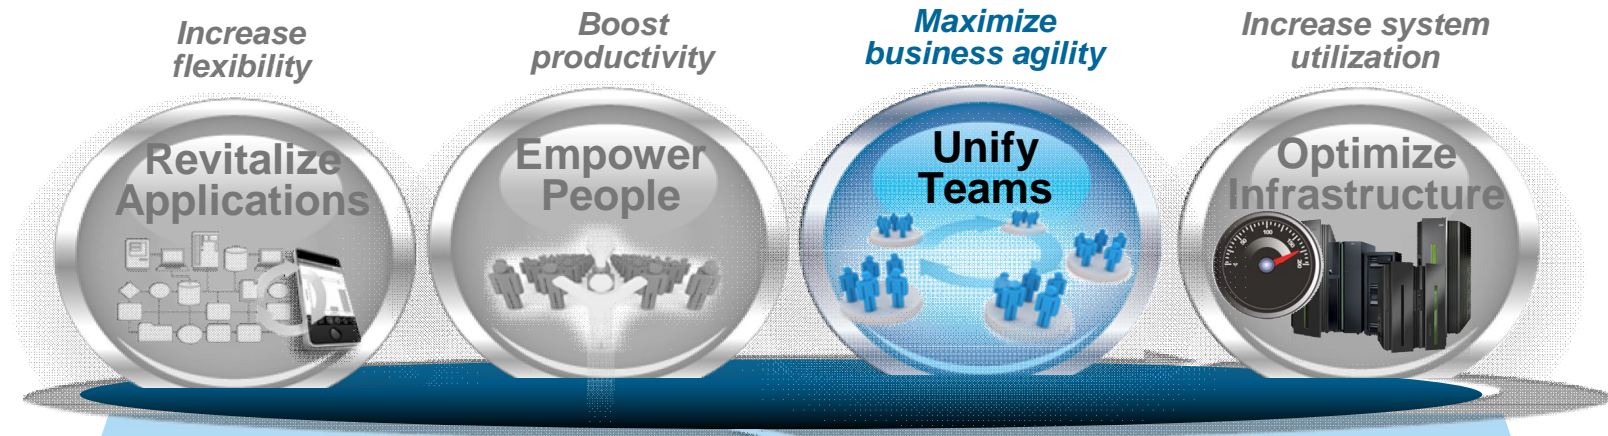 Increase
flexibility
Boost
productivity
Maximize
business agility
Increase system
utilization
Revitalize
Applications
Empower
People
Unify
Teams
Optimize
Infrastructure